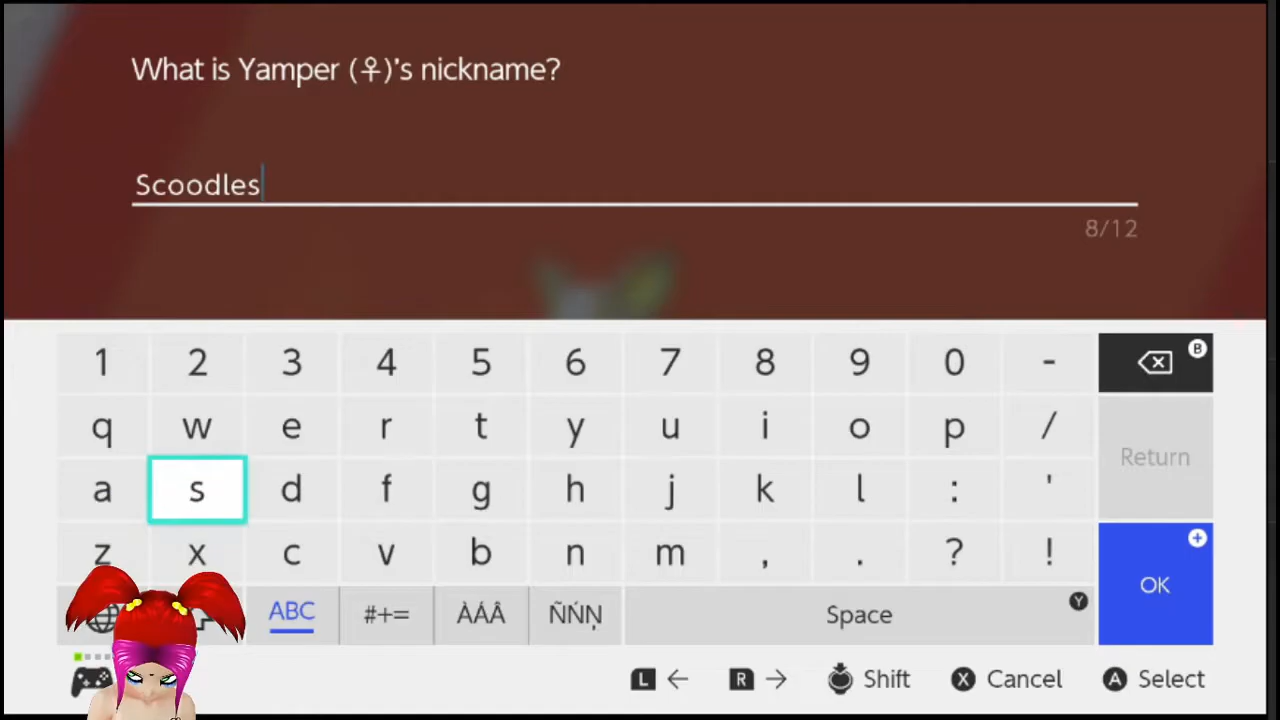 What is Yamper (♀)'s nickname?
Scoodles
8/12
1 2 3 4 5 6 7 8 9 0 - B
q w e r t y u i o p /
Return
a s d f g h j k l : '
z x c v b n m , . ? ! +
OK
ABC #+= ÀÁÂ ÑŃŅ Space Y
L ← R → Shift X Cancel A Select